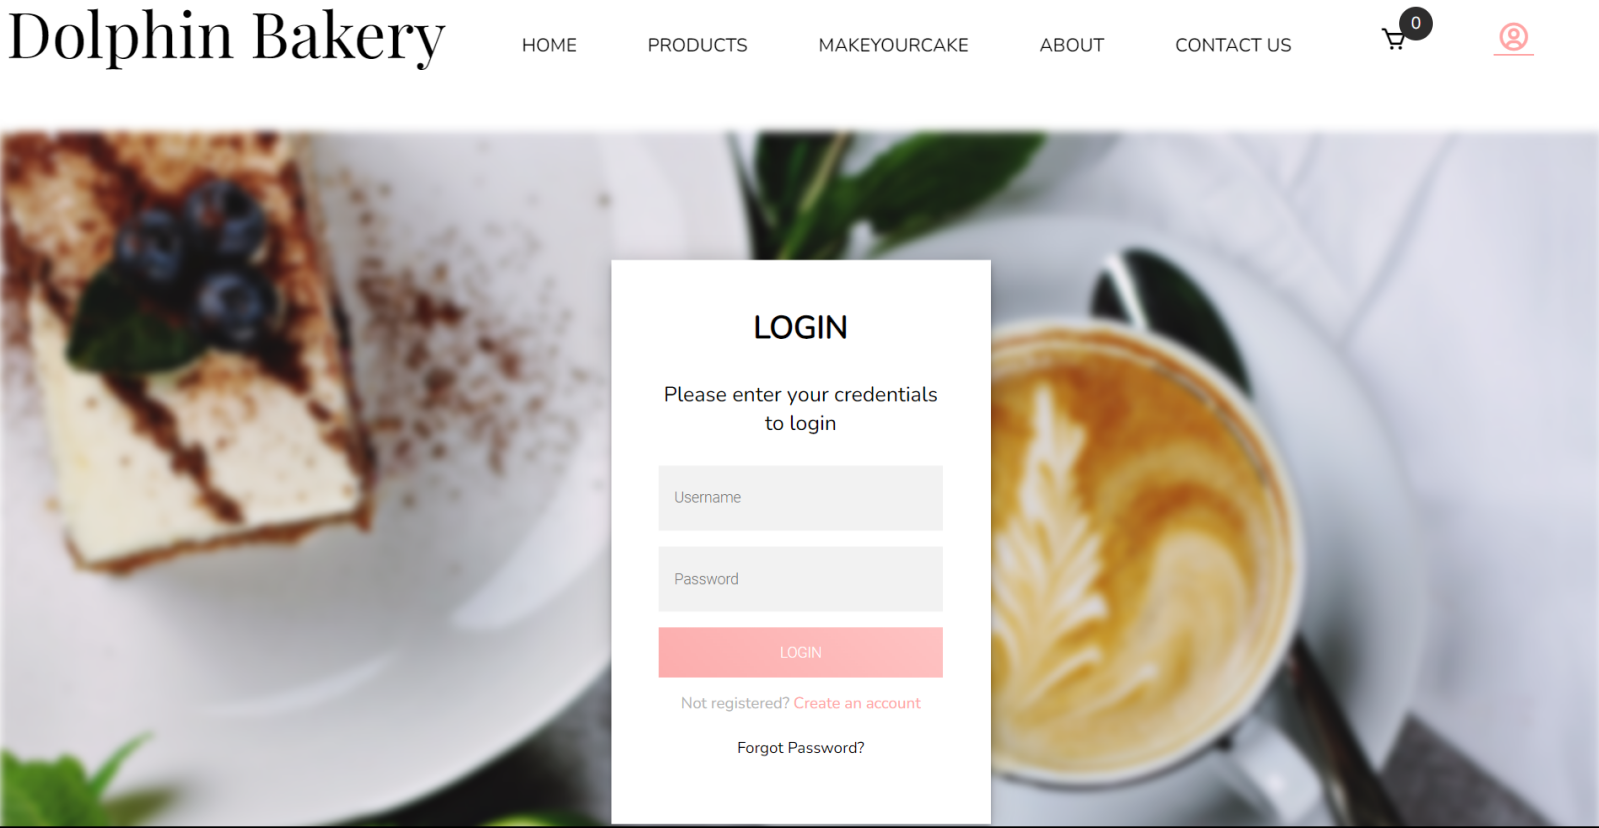 Dolphin Bakery
HOME
PRODUCTS
MAKEYOURCAKE
ABOUT
CONTACT US
0
LOGIN
Please enter your credentials
to login
Username
Password
LOGIN
Not registered? Create an account
Forgot Password?